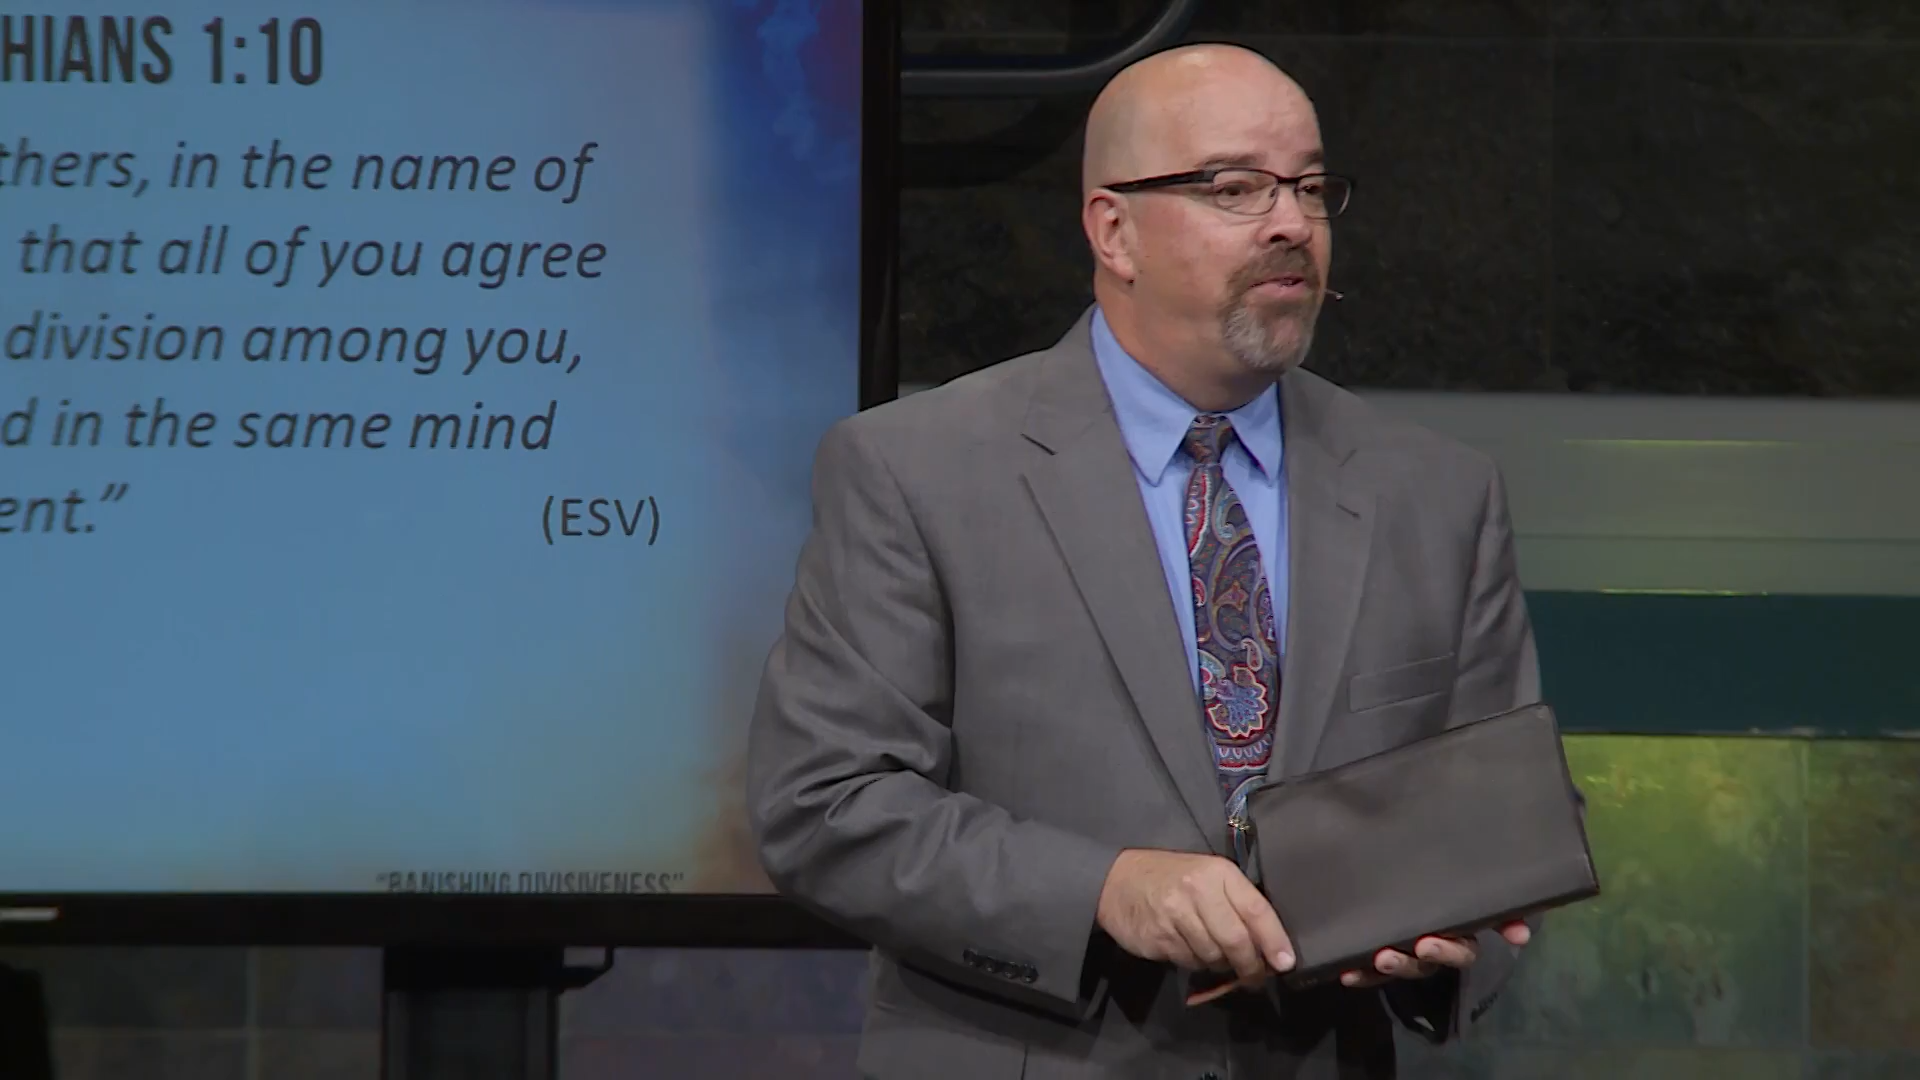 HIANS 1:10
thers, in the name of
that all of you agree
division among you,
d in the same mind
ent.”
(ESV)
“BANISHING DIVISIVENESS”